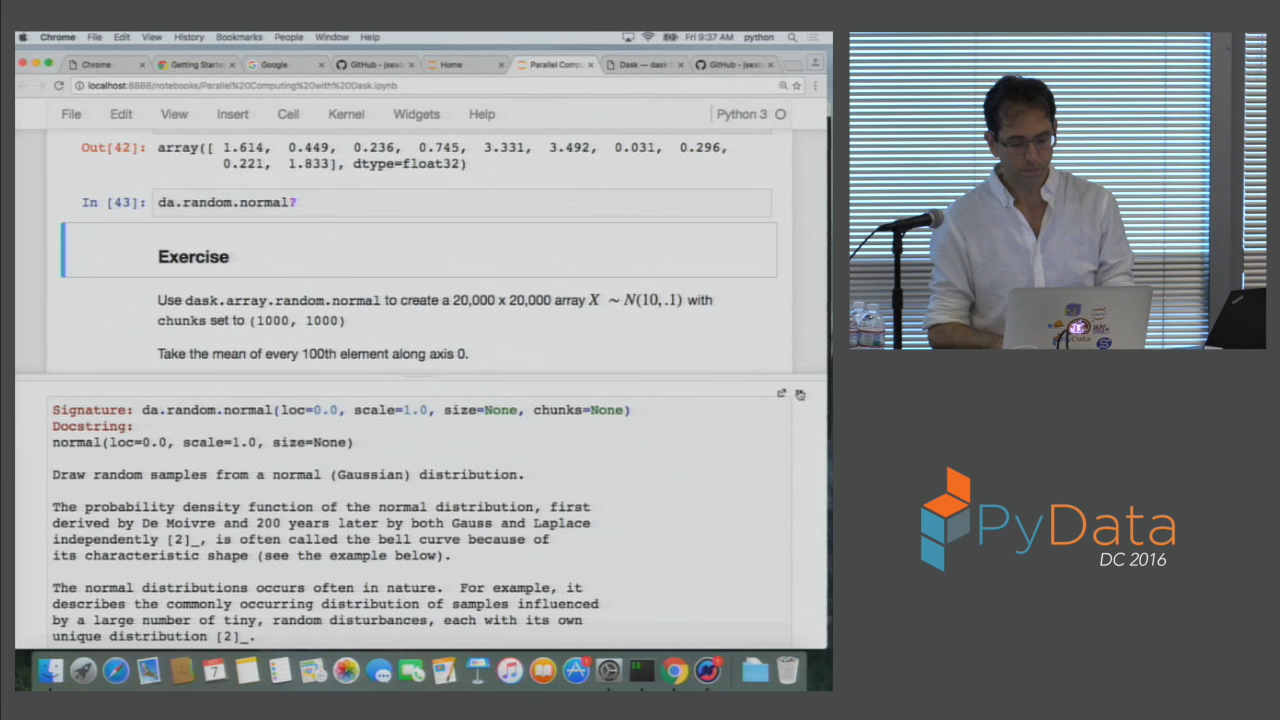 Chrome File Edit View History Bookmarks People Window Help Fri 9:37 AM python
Chrome Getting Starte Google GitHub - jseab Home Parallel Comp Dask — dask GitHub - jseab
localhost:8888/notebooks/Parallel%20Computing%20with%20Dask.ipynb
File Edit View Insert Cell Kernel Widgets Help Python 3
Out[42]: array([ 1.614, 0.449, 0.236, 0.745, 3.331, 3.492, 0.031, 0.296,
0.221, 1.833], dtype=float32)
In [43]: da.random.normal?
Exercise
Use dask.array.random.normal to create a 20,000 x 20,000 array X ~ N(10,.1) with
chunks set to (1000, 1000)
Take the mean of every 100th element along axis 0.
Signature: da.random.normal(loc=0.0, scale=1.0, size=None, chunks=None)
Docstring:
normal(loc=0.0, scale=1.0, size=None)
Draw random samples from a normal (Gaussian) distribution.
The probability density function of the normal distribution, first
derived by De Moivre and 200 years later by both Gauss and Laplace
independently [2]_, is often called the bell curve because of
its characteristic shape (see the example below).
The normal distributions occurs often in nature. For example, it
describes the commonly occurring distribution of samples influenced
by a large number of tiny, random disturbances, each with its own
unique distribution [2]_.
7
PyData
PyData
DC 2016